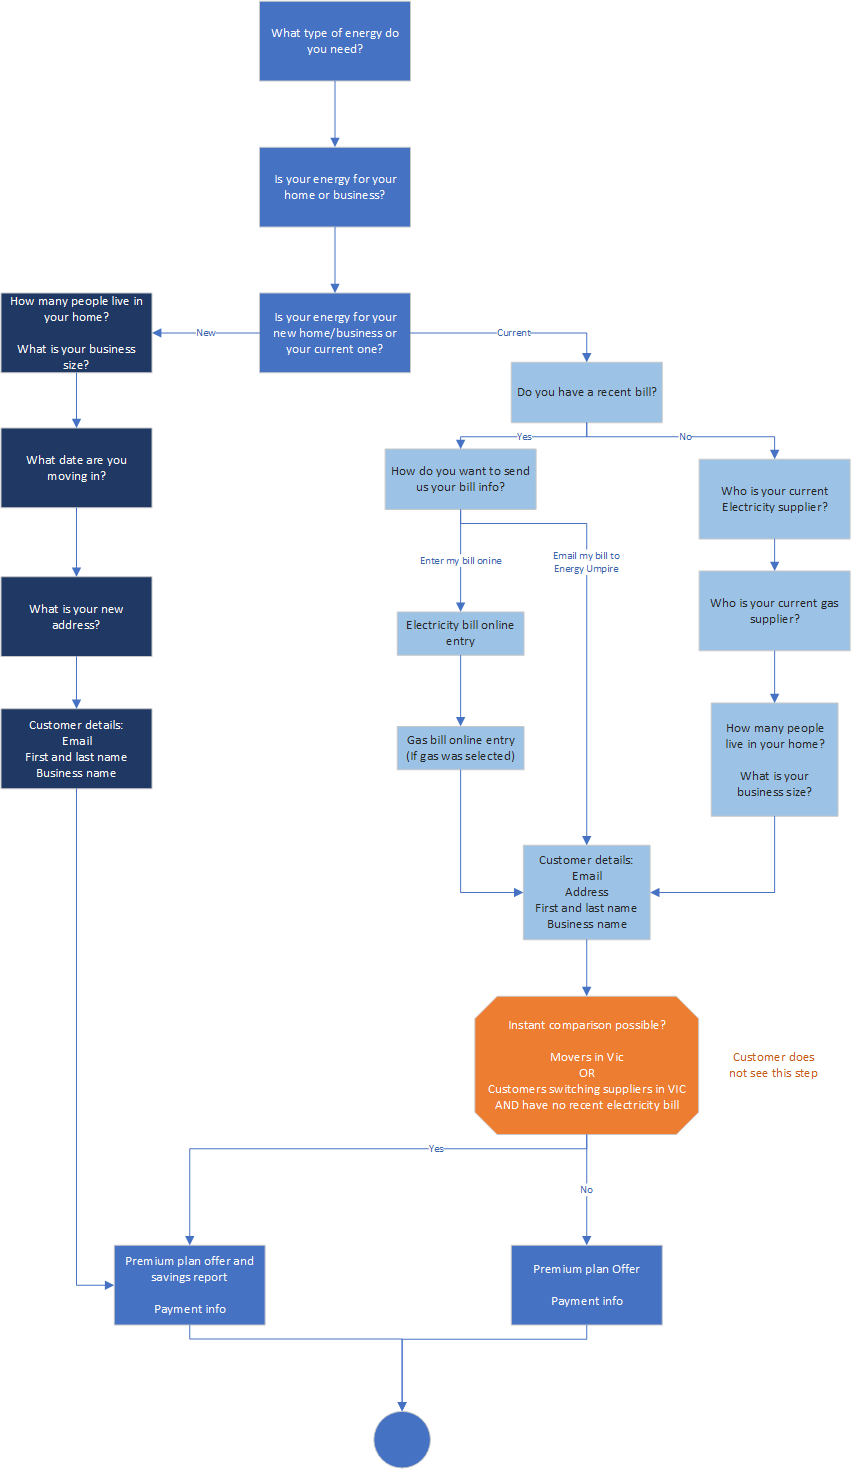 What type of energy do
you need?
Is your energy for your
home or business?
How many people live in
your home?
What is your business
size?
New
Is your energy for your
new home/business or
your current one?
Current
Do you have a recent bill?
What date are you
moving in?
Yes
No
How do you want to send
us your bill info?
Who is your current
Electricity supplier?
Enter my bill onine
Email my bill to
Energy Umpire
What is your new
address?
Electricity bill online
entry
Who is your current gas
supplier?
Customer details:
Email
First and last name
Business name
Gas bill online entry
(If gas was selected)
How many people
live in your home?
What is your
business size?
Customer details:
Email
Address
First and last name
Business name
Instant comparison possible?
Movers in Vic
OR
Customers switching suppliers in VIC
AND have no recent electricity bill
Customer does
not see this step
Yes
No
Premium plan offer and
savings report
Payment info
Premium plan Offer
Payment info